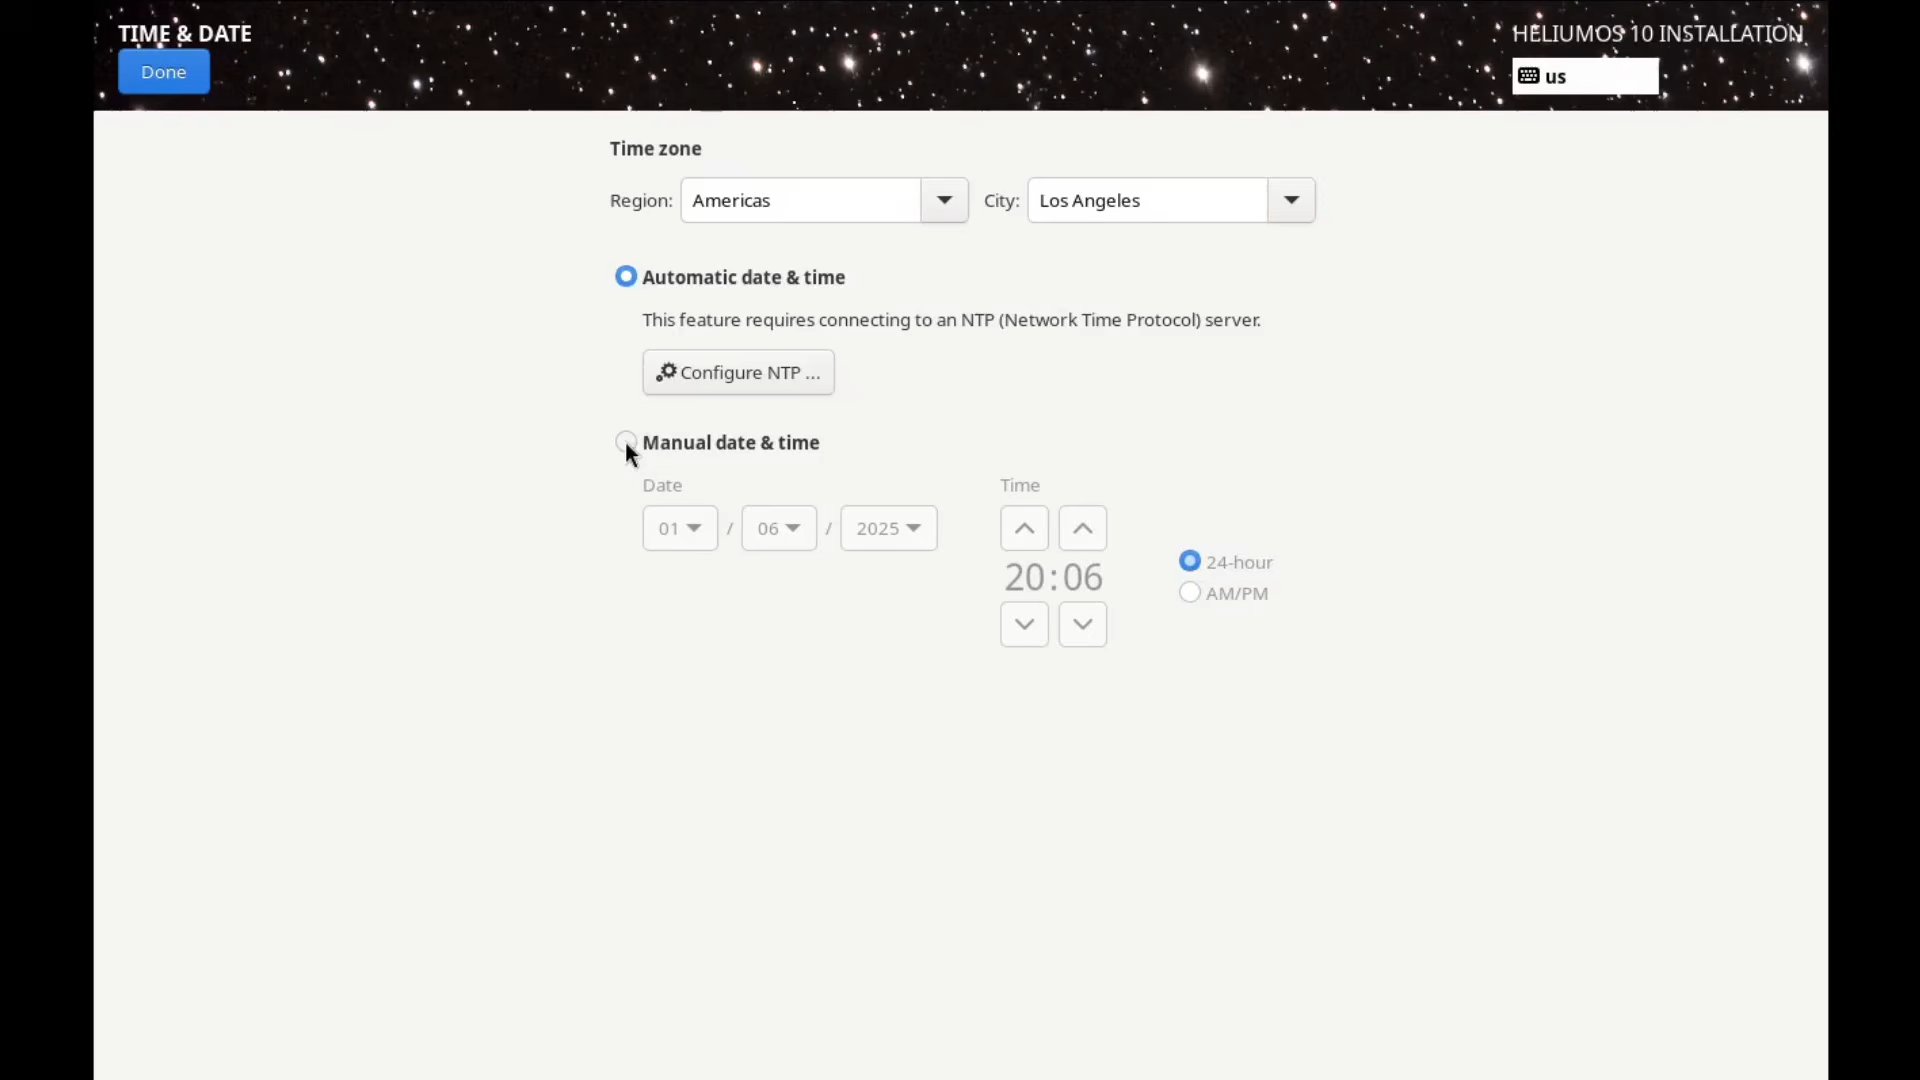 TIME & DATE
HELIUMOS 10 INSTALLATION
Done
us
Time zone
Region: Americas City: Los Angeles
Automatic date & time
This feature requires connecting to an NTP (Network Time Protocol) server.
Configure NTP ...
Manual date & time
Date Time
01 / 06 / 2025
20:06
24-hour
AM/PM